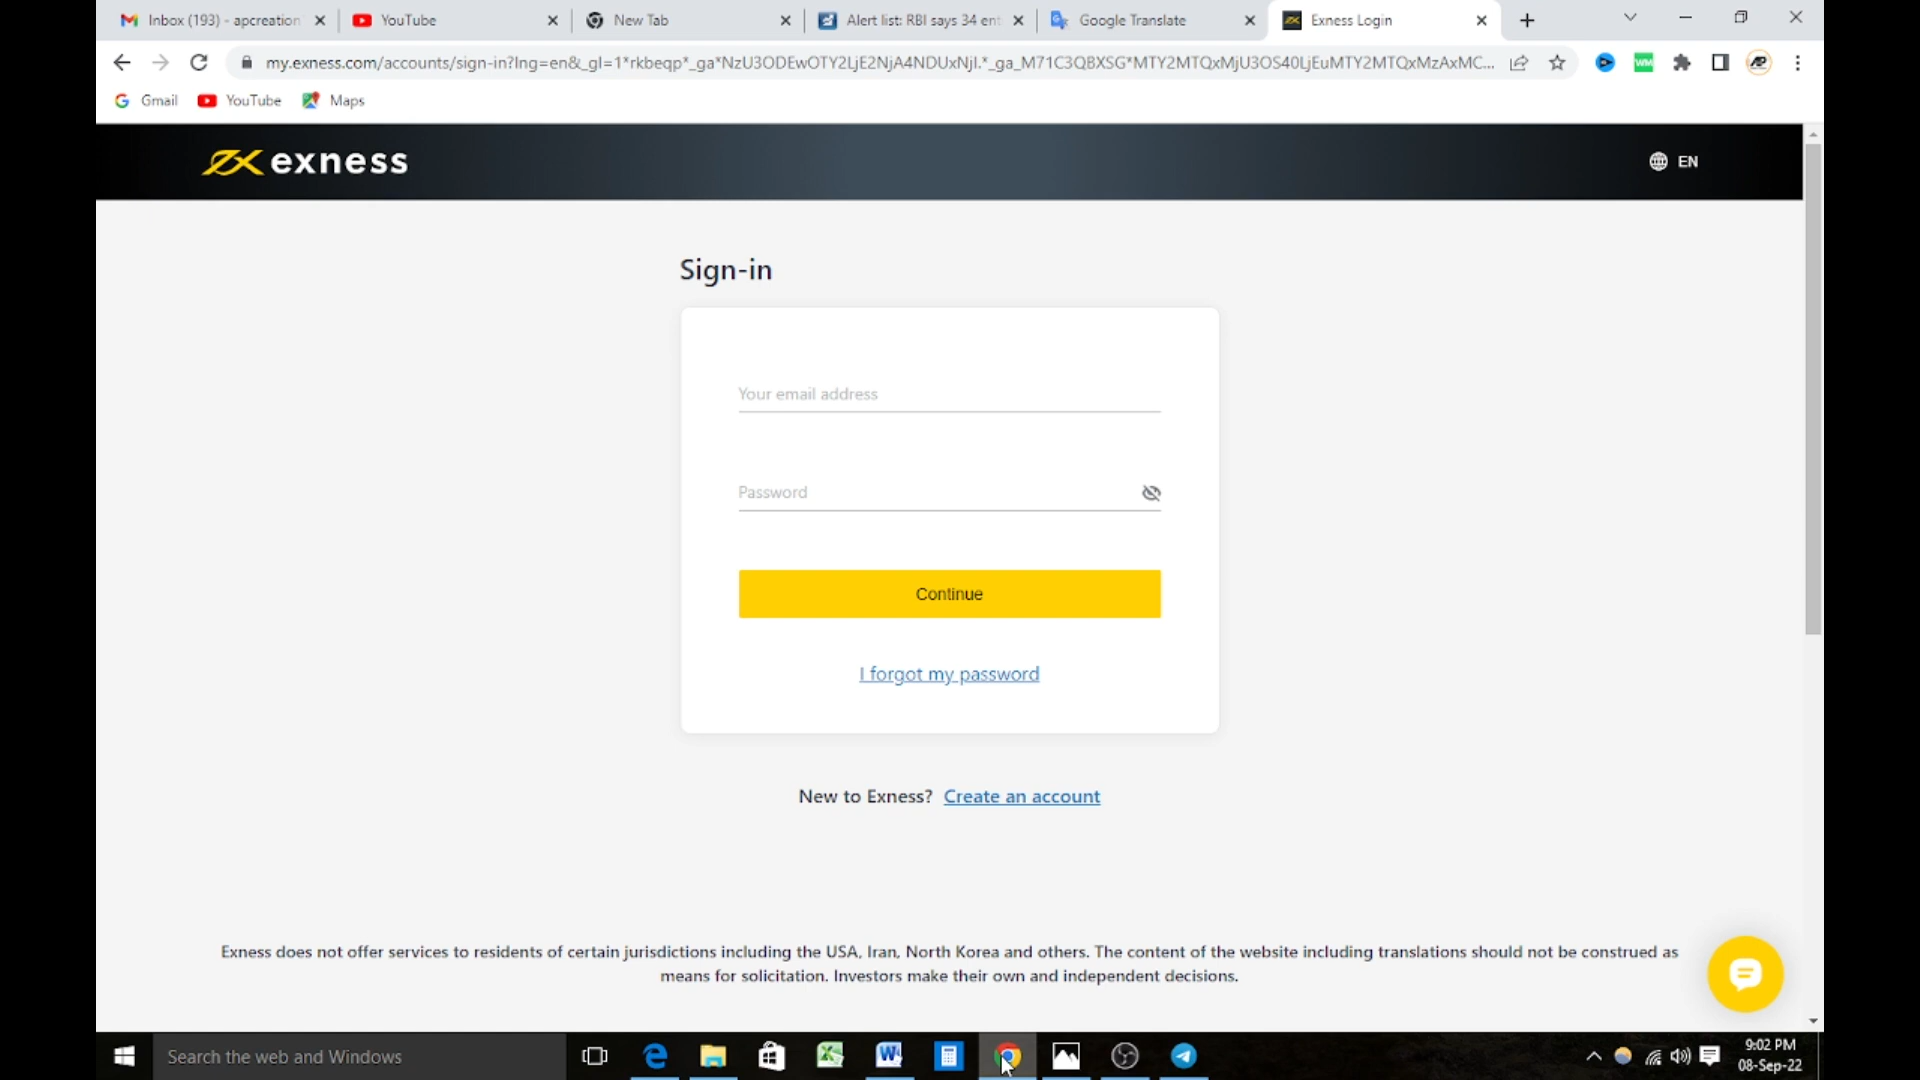 Inbox (193) - apcreation
YouTube
New Tab
Alert list: RBI says 34 ent
Google Translate
Exness Login
my.exness.com/accounts/sign-in?lng=en&_gl=1*rkbeqp*_ga*NzU3ODEwOTY2LjE2NjA4NDUxNjI.*_ga_M71C3QBXSG*MTY2MTQxMjU3OS40LjEuMTY2MTQxMzAxMC...
WM
AP
Gmail
YouTube
Maps
exness
EN
Sign-in
Your email address
Password
Continue
I forgot my password
New to Exness? Create an account
Exness does not offer services to residents of certain jurisdictions including the USA, Iran, North Korea and others. The content of the website including translations should not be construed as
means for solicitation. Investors make their own and independent decisions.
Search the web and Windows
9:02 PM
08-Sep-22